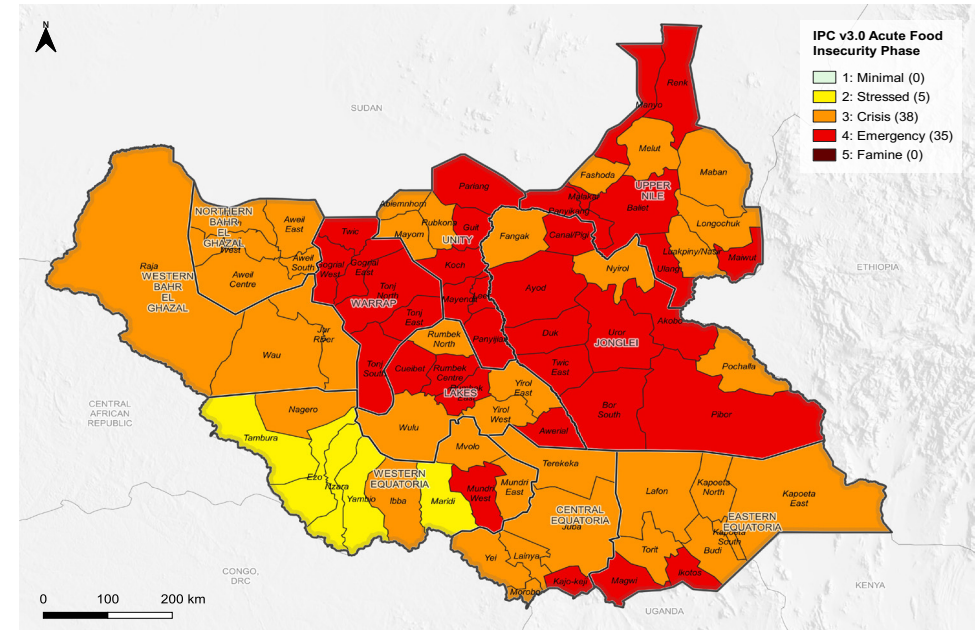 N
IPC v3.0 Acute Food
Insecurity Phase
1: Minimal (0)
2: Stressed (5)
3: Crisis (38)
4: Emergency (35)
5: Famine (0)
SUDAN
ETHIOPIA
KENYA
UGANDA
CONGO,
DRC
CENTRAL
AFRICAN
REPUBLIC
Renk
Manyo
Melut
Maban
Fashoda
UPPER
NILE
Malakal
Panyikang
Baliet
Longochuk
Luakpiny/Nasir
Maiwut
Ulang
Pariang
Abiemnhom
Rubkona
Mayom
Guit
UNITY
Koch
Mayendit
Leer
Panyijiar
Fangak
Canal/Pigi
Nyirol
Ayod
Akobo
Duk
Uror
JONGLEI
Twic
East
Pochalla
Bor
South
Pibor
NORTHERN
BAHR
EL
GHAZAL
West
Aweil
East
Aweil
South
Aweil
Centre
Raja
WESTERN
BAHR
EL
GHAZAL
Jur
River
Wau
Twic
Gogrial
West
Gogrial
East
Tonj
North
WARRAP
Tonj
East
Tonj
South
Rumbek
North
Cueibet
Rumbek
Centre
Rumbek
East
LAKES
Yirol
East
Yirol
West
Awerial
Wulu
Nagero
Tambura
Ezo
Nzara
Yambio
WESTERN
EQUATORIA
Ibba
Maridi
Mvolo
Mundri
West
Mundri
East
Terekeka
CENTRAL
EQUATORIA
Juba
Yei
Lainya
Morobo
Kajo-keji
Lafon
Kapoeta
North
Kapoeta
East
EASTERN
EQUATORIA
Kapoeta
South
Budi
Torit
Magwi
Ikotos
0 100 200 km